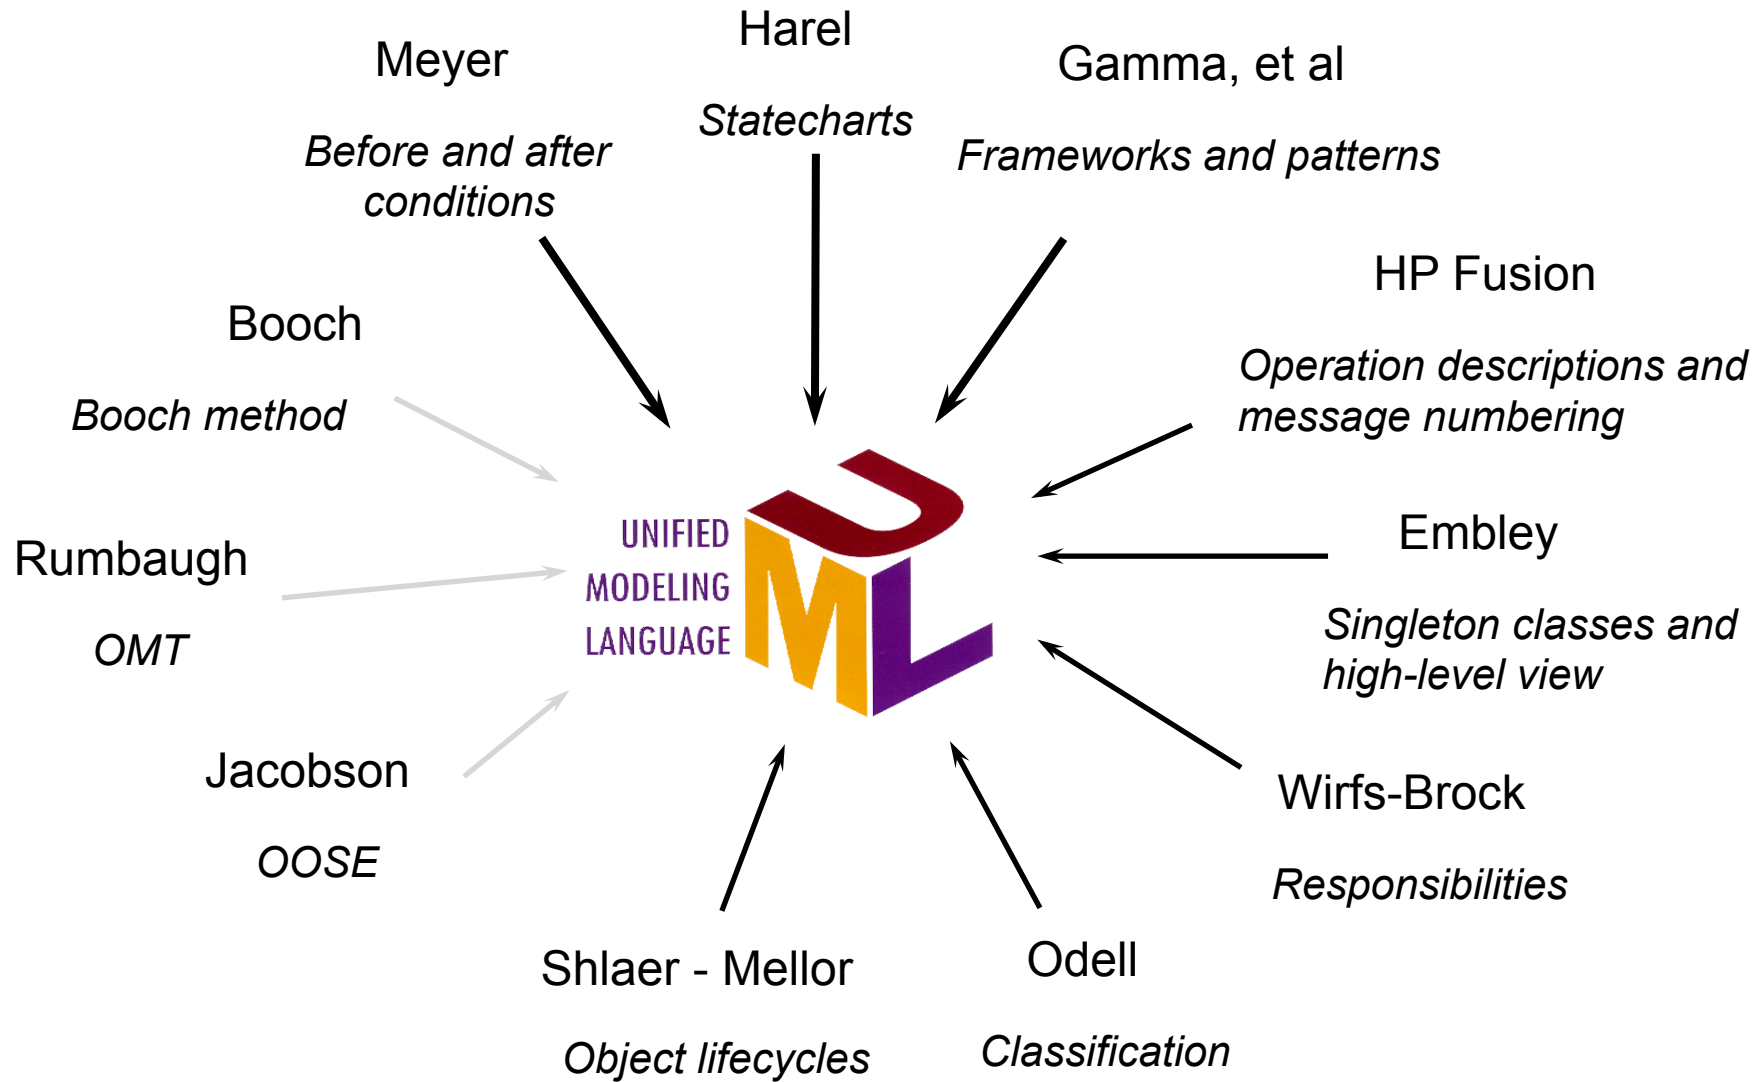 Harel
Meyer
Gamma, et al
Statecharts
Before and after
conditions
Frameworks and patterns
HP Fusion
Booch
Operation descriptions and
message numbering
Booch method
UNIFIED
MODELING
LANGUAGE
UML
Embley
Rumbaugh
Singleton classes and
high-level view
OMT
Jacobson
Wirfs-Brock
OOSE
Responsibilities
Shlaer - Mellor
Odell
Object lifecycles
Classification